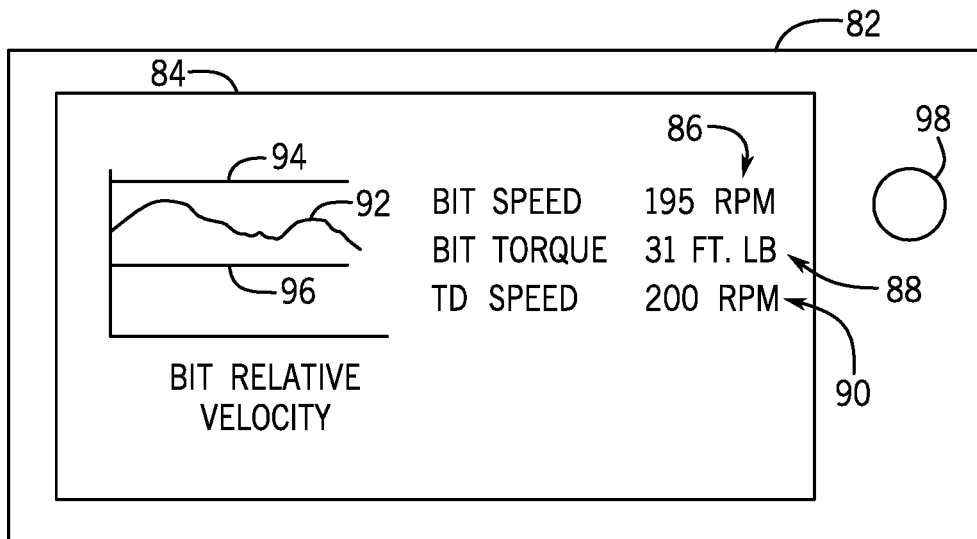 82
84
86
98
94
92
BIT SPEED 195 RPM
BIT TORQUE 31 FT. LB
88
96
TD SPEED 200 RPM
90
BIT RELATIVE
VELOCITY